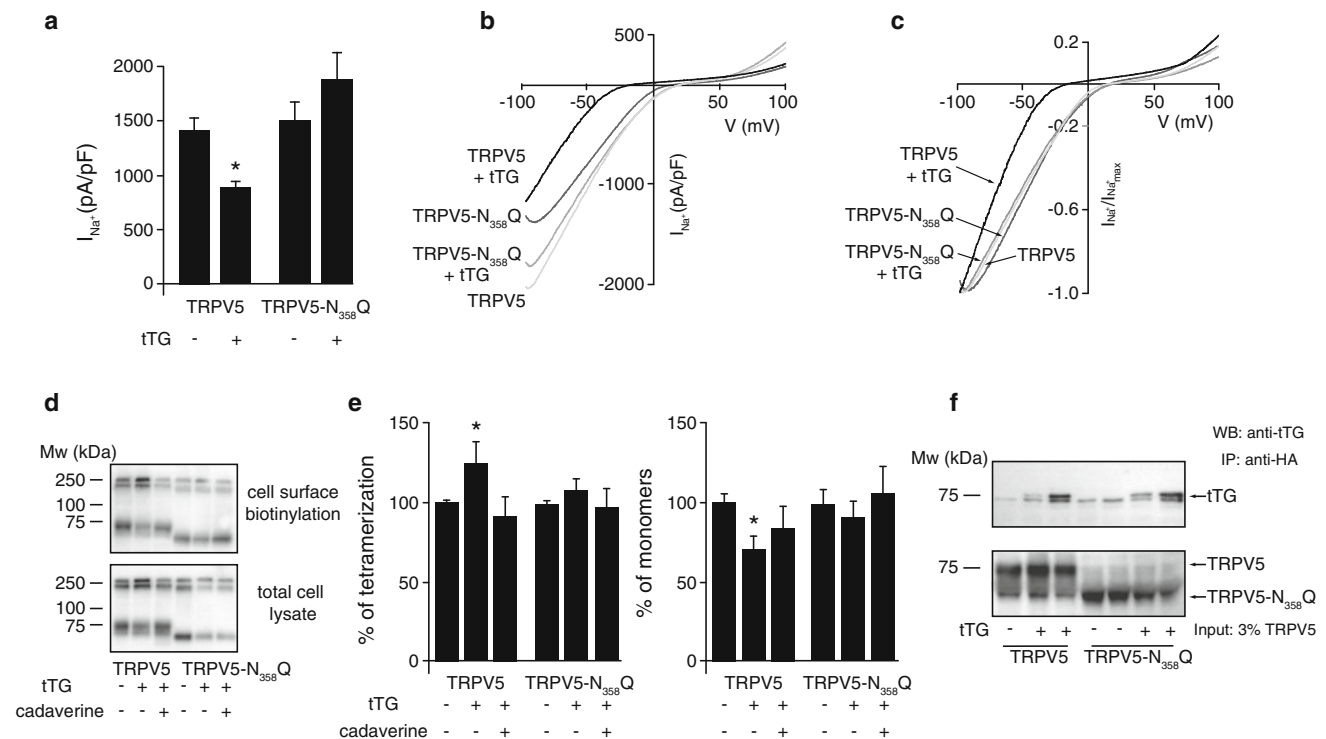 a
2000
1500
1000
500
0
I Na+ (pA/pF)
*
TRPV5 TRPV5-N358Q
tTG - + - +
b
500
-100 -50 50 100
V (mV)
-1000
-2000
I Na+ (pA/pF)
TRPV5
+ tTG
TRPV5-N358Q
TRPV5-N358Q
+ tTG
TRPV5
c
0.2
-100 -50 50 100
V (mV)
-0.2
-0.6
-1.0
I Na+/I Na+ max
TRPV5
+ tTG
TRPV5-N358Q
TRPV5-N358Q
+ tTG
TRPV5
d
Mw (kDa)
250
100
75
cell surface
biotinylation
250
100
75
total cell
lysate
TRPV5 TRPV5-N358Q
tTG - + + - + +
cadaverine - - + - - +
e
150
100
50
0
% of tetramerization
*
TRPV5 TRPV5-N358Q
tTG - + + - + +
cadaverine - - + - - +
150
100
50
0
% of monomers
*
TRPV5 TRPV5-N358Q
- + + - + +
- - + - - +
f
WB: anti-tTG
IP: anti-HA
Mw (kDa)
75
tTG
75
TRPV5
TRPV5-N358Q
tTG - + + - - + + Input: 3% TRPV5
TRPV5 TRPV5-N358Q